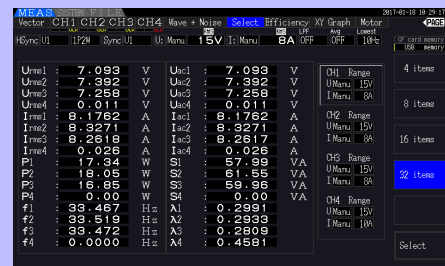 MEAS SYSTEM FILE 2017-01-18 10:29:17
Vector CH1 CH2 CH3 CH4 Wave + Noise Select Efficiency XY Graph Motor PAGE
HSync U1 1P2W Sync U1 U: Manu 15V I: Manu 8A LPF OFF Avg OFF Lowest 10Hz
CF card memory
USB memory
Urms1 : 7.093 V Uac1 : 7.093 V
Urms2 : 7.392 V Uac2 : 7.392 V
Urms3 : 7.258 V Uac3 : 7.258 V
Urms4 : 0.011 V Uac4 : 0.011 V
Irms1 : 8.1762 A Iac1 : 8.1762 A
Irms2 : 8.3271 A Iac2 : 8.3271 A
Irms3 : 8.2618 A Iac3 : 8.2617 A
Irms4 : 0.026 A Iac4 : 0.026 A
P1 : 17.34 W S1 : 57.99 VA
P2 : 18.05 W S2 : 61.55 VA
P3 : 16.85 W S3 : 59.96 VA
P4 : 0.00 W S4 : 0.00 VA
f1 : 33.467 Hz λ1 : 0.2991
f2 : 33.519 Hz λ2 : 0.2933
f3 : 33.472 Hz λ3 : 0.2809
f4 : 0.0000 Hz λ4 : 0.4581
CH1 Range
U Manu 15V
I Manu 8A
CH2 Range
U Manu 15V
I Manu 8A
CH3 Range
U Manu 15V
I Manu 8A
CH4 Range
U Manu 15V
I Manu 10A
4 items
8 items
16 items
32 items
Select